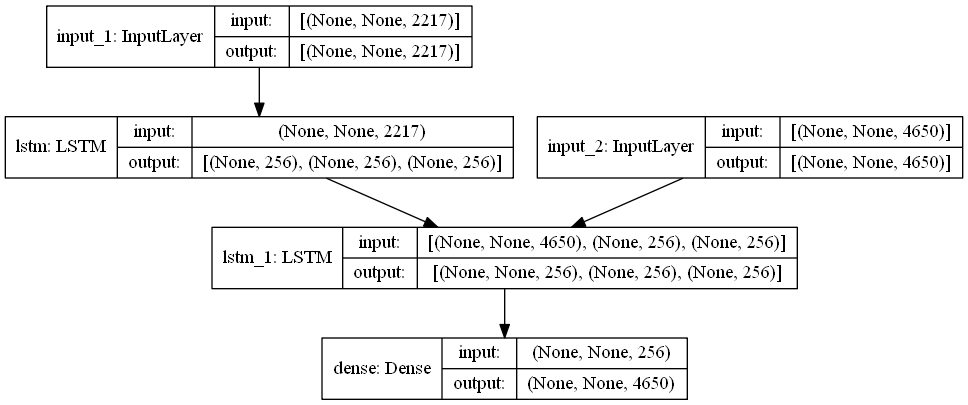 input_1: InputLayer
input: [(None, None, 2217)]
output: [(None, None, 2217)]
lstm: LSTM
input: (None, None, 2217)
output: [(None, 256), (None, 256), (None, 256)]
input_2: InputLayer
input: [(None, None, 4650)]
output: [(None, None, 4650)]
lstm_1: LSTM
input: [(None, None, 4650), (None, 256), (None, 256)]
output: [(None, None, 256), (None, 256), (None, 256)]
dense: Dense
input: (None, None, 256)
output: (None, None, 4650)